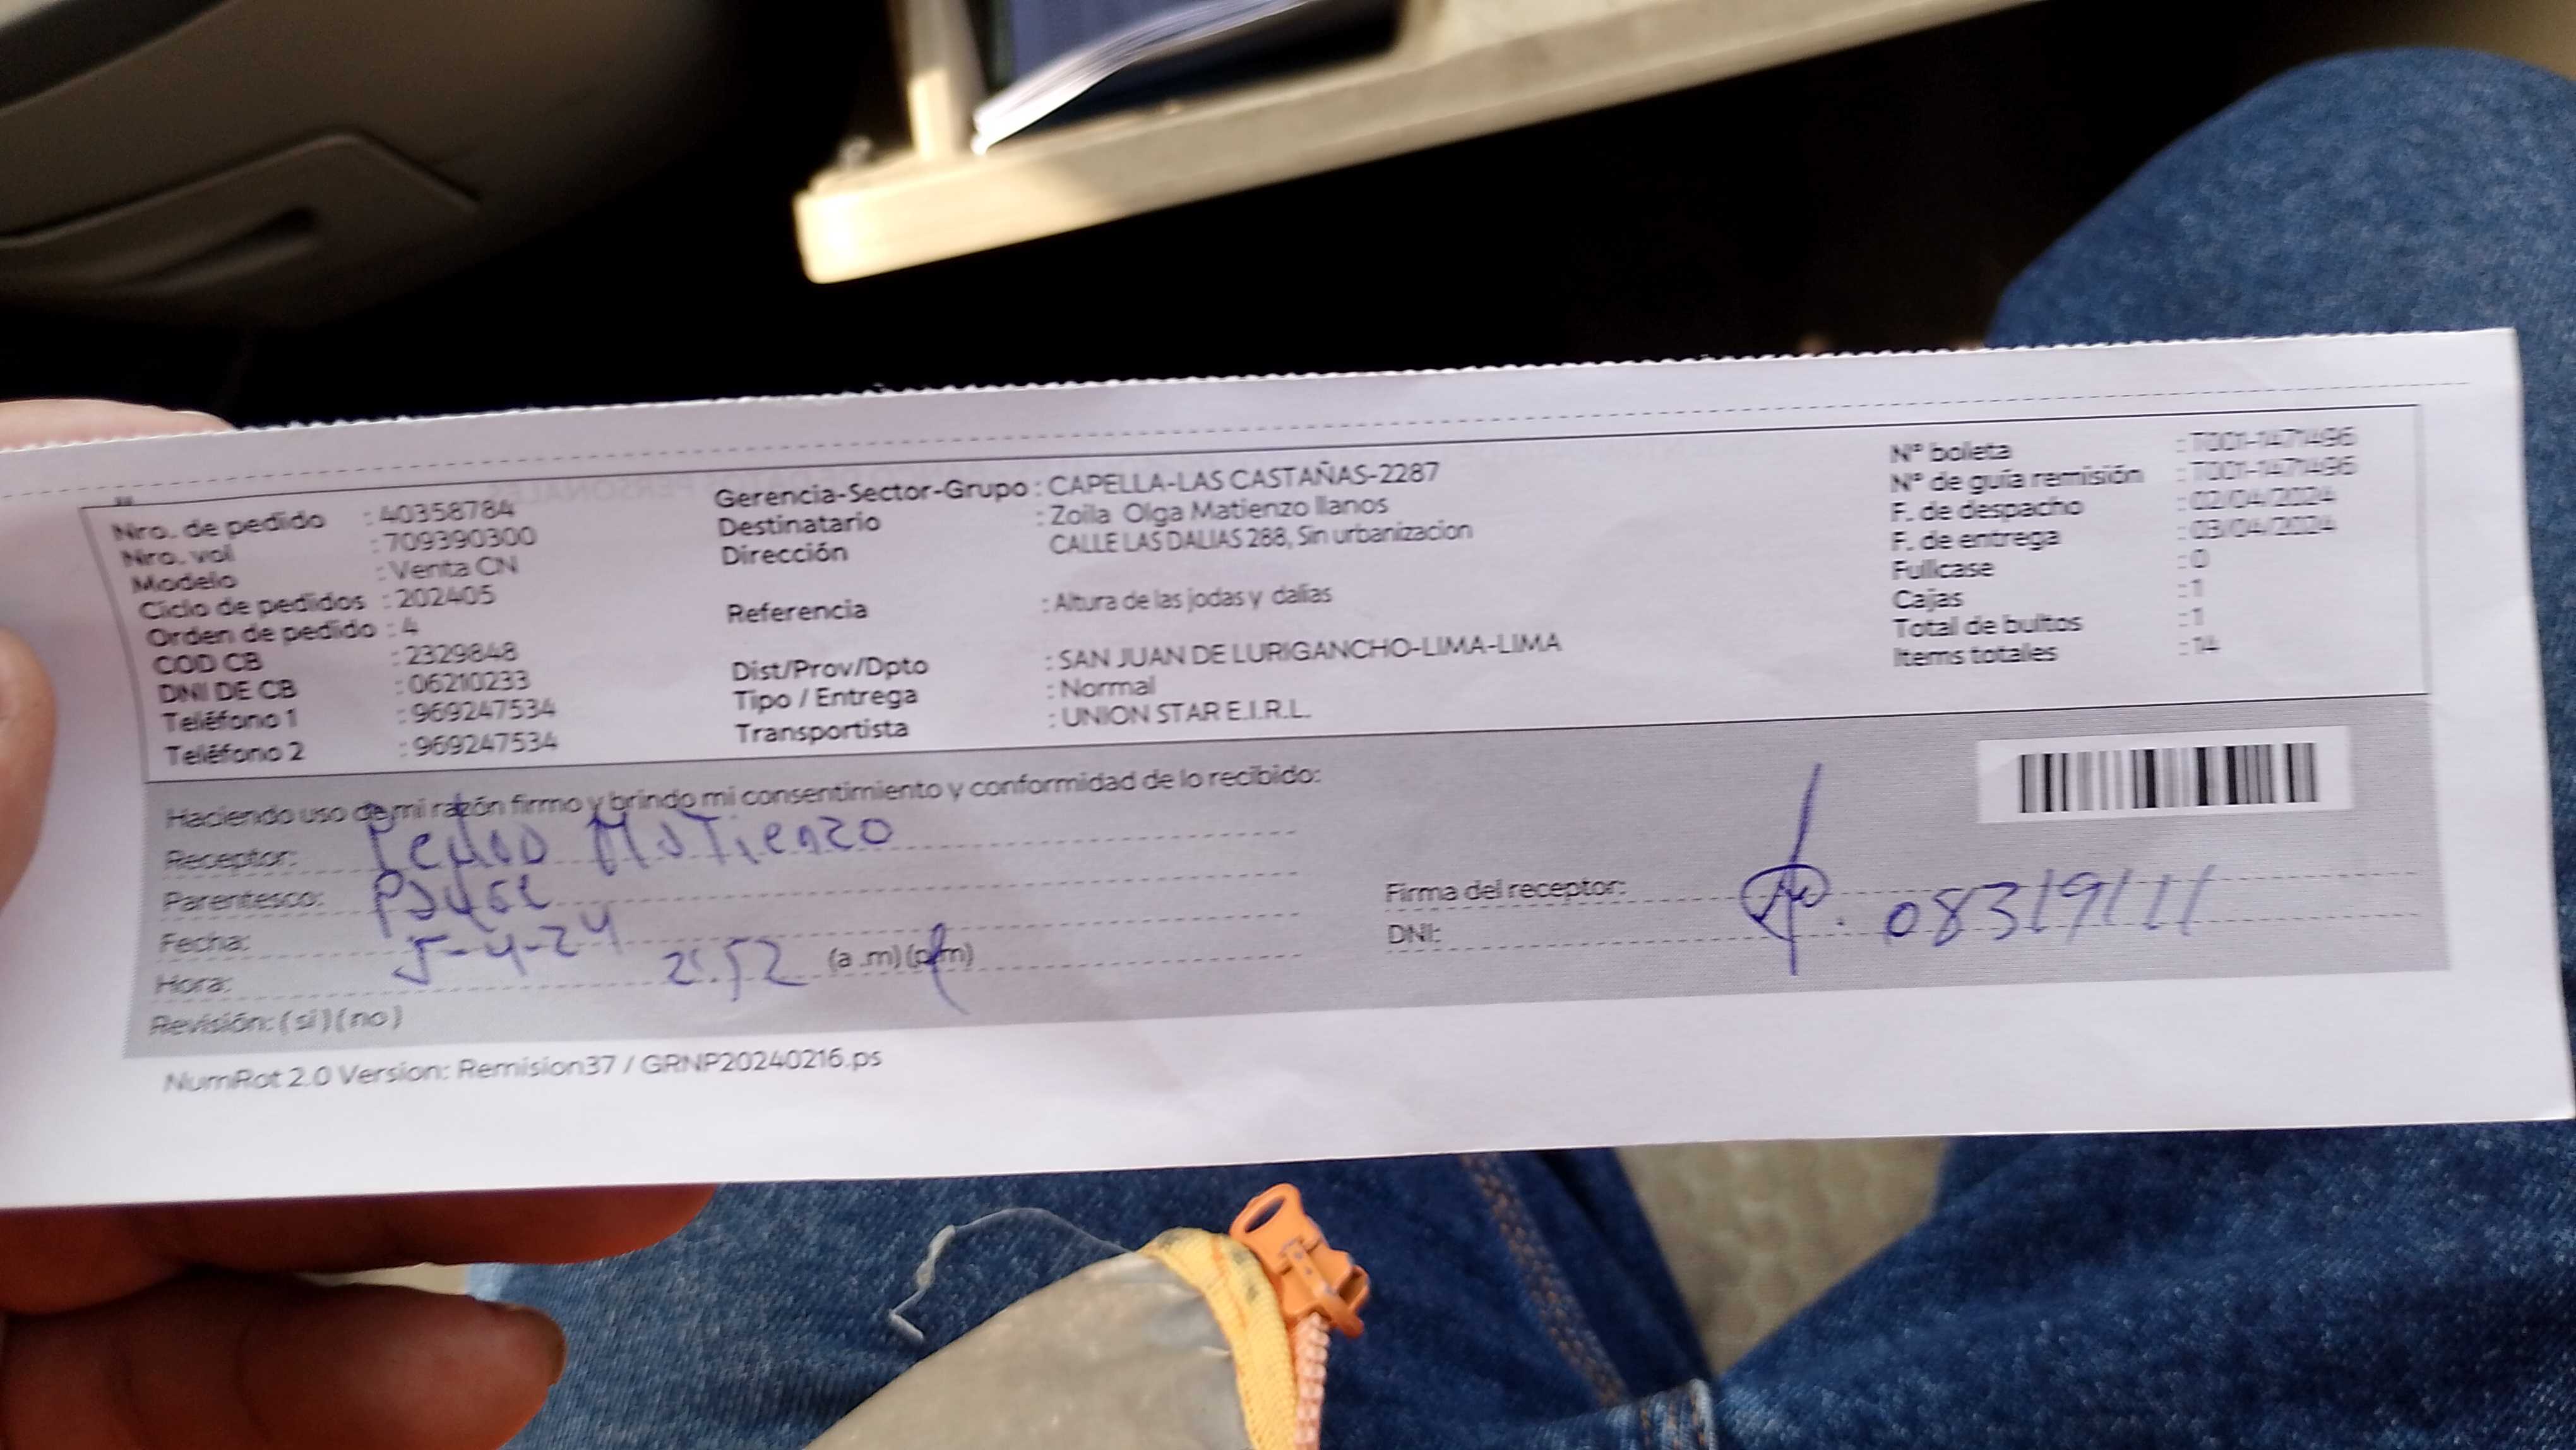 Nro. de pedido : 40358784
Nro. vol : 709390300
Modelo : Venta CN
Ciclo de pedidos : 202405
Orden de pedido : 4
COD CB : 2329848
DNI DE CB : 06210233
Teléfono 1 : 969247534
Teléfono 2 : 969247534
Gerencia-Sector-Grupo : CAPELLA-LAS CASTAÑAS-2287
Destinatario : Zoila Olga Matienzo llanos
Dirección CALLE LAS DALIAS 288, Sin urbanizacion
Referencia : Altura de las jodas y dalias
Dist/Prov/Dpto : SAN JUAN DE LURIGANCHO-LIMA-LIMA
Tipo / Entrega : Normal
Transportista : UNION STAR E.I.R.L.
Nº boleta : T001-1471496
Nº de guía remisión : T001-1471496
F. de despacho : 02/04/2024
F. de entrega : 03/04/2024
Fullcase : 0
Cajas : 1
Total de bultos : 1
Items totales : 14
Haciendo uso de mi razón firmo y brindo mi consentimiento y conformidad de lo recibido:
Receptor: Matienzo
Parentesco:
Fecha: 5-4-24
Hora: (a .m) (p.m)
Revisión: (si) (no)
Firma del receptor:
DNI: 08319111
NumRot 2.0 Version: Remision37 / GRNP20240216.ps